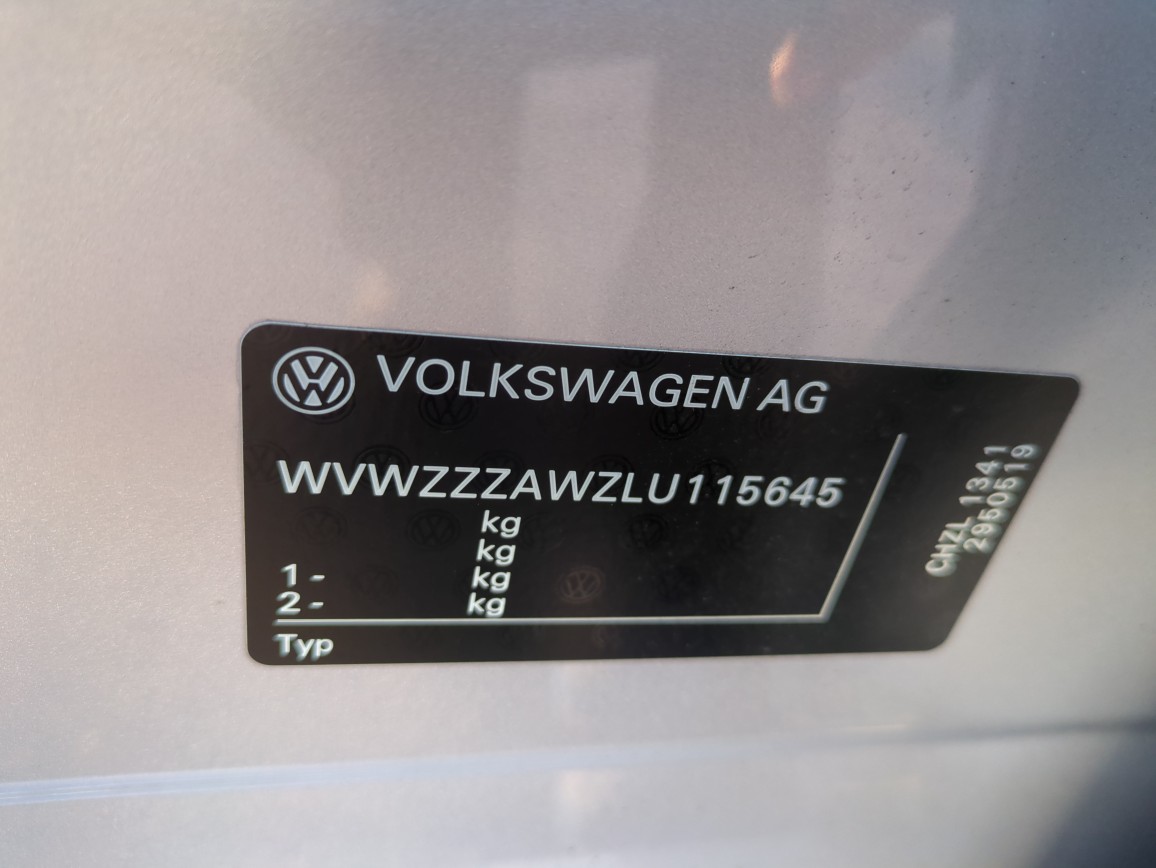 VOLKSWAGEN AG
WVWZZZAWZLU115645
kg
kg
1 - kg
2 - kg
Typ
CHZL 1341
2950519